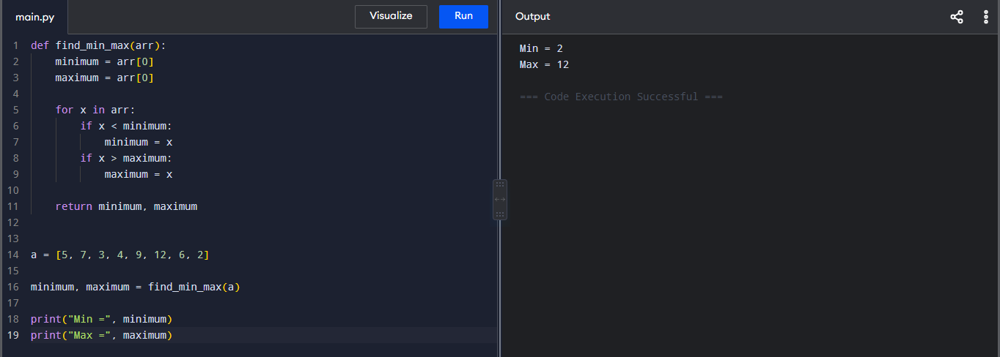 main.py
Visualize
Run
Output
1 def find_min_max(arr):
2     minimum = arr[0]
3     maximum = arr[0]
4
5     for x in arr:
6         if x < minimum:
7             minimum = x
8         if x > maximum:
9             maximum = x
10
11     return minimum, maximum
12
13
14 a = [5, 7, 3, 4, 9, 12, 6, 2]
15
16 minimum, maximum = find_min_max(a)
17
18 print("Min =", minimum)
19 print("Max =", maximum)
Min = 2
Max = 12
=== Code Execution Successful ===